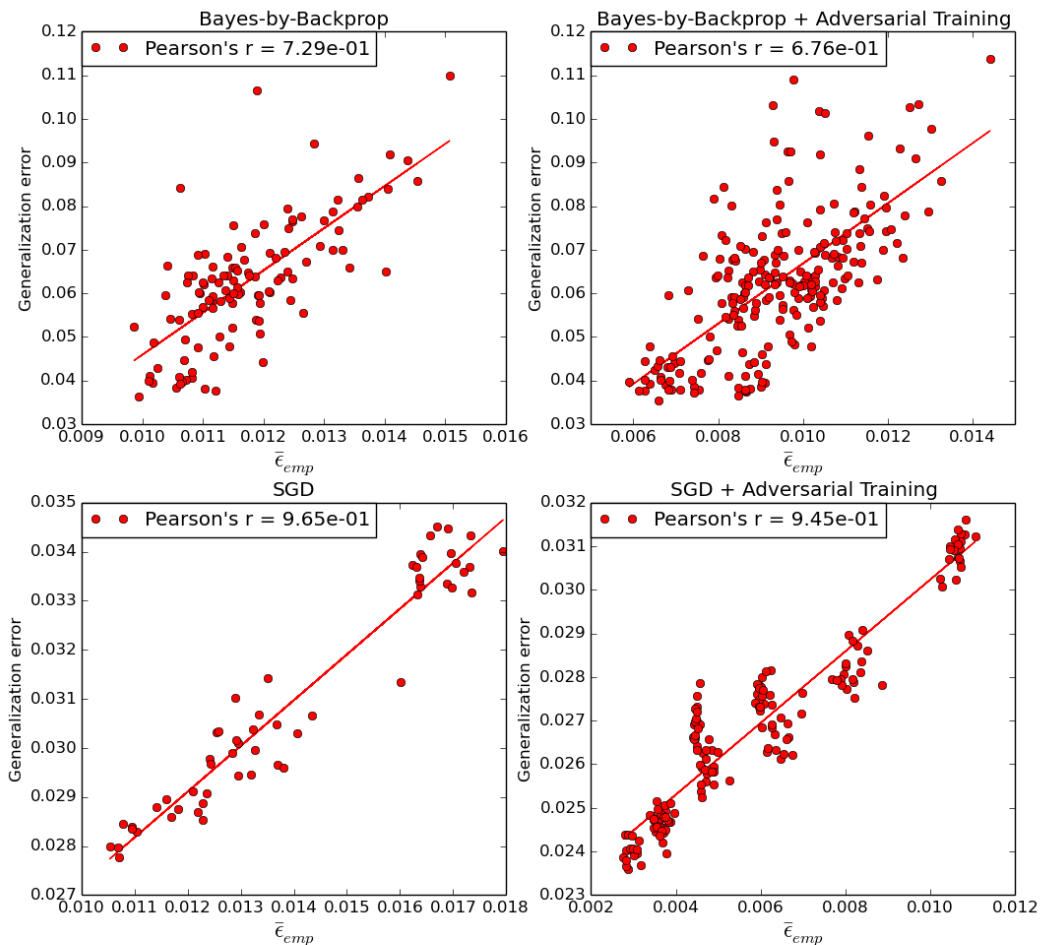 Bayes-by-Backprop
Pearson's r = 7.29e-01
Generalization error
0.12
0.11
0.10
0.09
0.08
0.07
0.06
0.05
0.04
0.03
0.009 0.010 0.011 0.012 0.013 0.014 0.015 0.016
ε̄emp
Bayes-by-Backprop + Adversarial Training
Pearson's r = 6.76e-01
Generalization error
0.12
0.11
0.10
0.09
0.08
0.07
0.06
0.05
0.04
0.03
0.006 0.008 0.010 0.012 0.014
ε̄emp
SGD
Pearson's r = 9.65e-01
Generalization error
0.035
0.034
0.033
0.032
0.031
0.030
0.029
0.028
0.027
0.010 0.011 0.012 0.013 0.014 0.015 0.016 0.017 0.018
ε̄emp
SGD + Adversarial Training
Pearson's r = 9.45e-01
Generalization error
0.032
0.031
0.030
0.029
0.028
0.027
0.026
0.025
0.024
0.023
0.002 0.004 0.006 0.008 0.010 0.012
ε̄emp